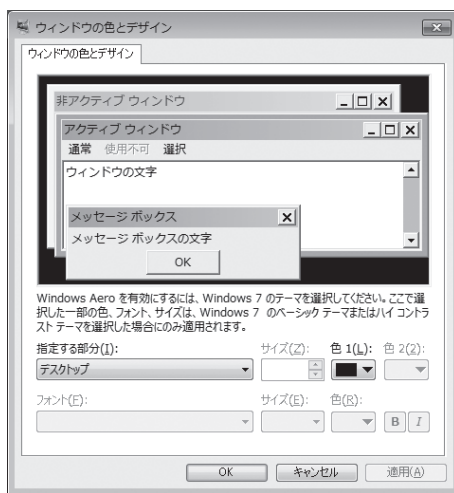 ウィンドウの色とデザイン
ウィンドウの色とデザイン
非アクティブ ウィンドウ
アクティブ ウィンドウ
通常 使用不可 選択
ウィンドウの文字
メッセージ ボックス
メッセージ ボックスの文字
OK
Windows Aero を有効にするには、Windows 7 のテーマを選択してください。ここで選
択した一部の色、フォント、サイズは、Windows 7 のベーシック テーマまたはハイ コントラ
スト テーマを選択した場合にのみ適用されます。
指定する部分(I): サイズ(Z): 色 1(L): 色 2(2):
デスクトップ
フォント(F): サイズ(E): 色(R):
B I
OK キャンセル 適用(A)